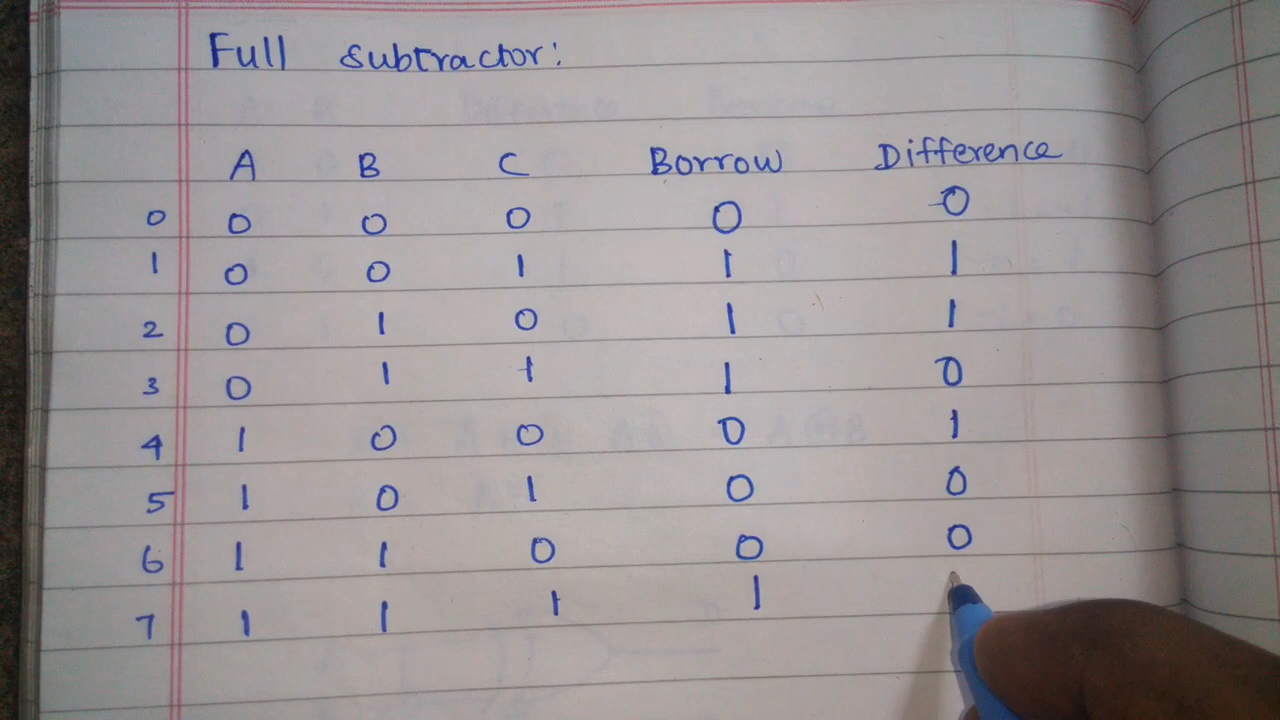 Full subtractor:
A B C Borrow Difference
0 0 0 0 0 0
1 0 0 1 1 1
2 0 1 0 1 1
3 0 1 1 1 0
4 1 0 0 0 1
5 1 0 1 0 0
6 1 1 0 0 0
7 1 1 1 1